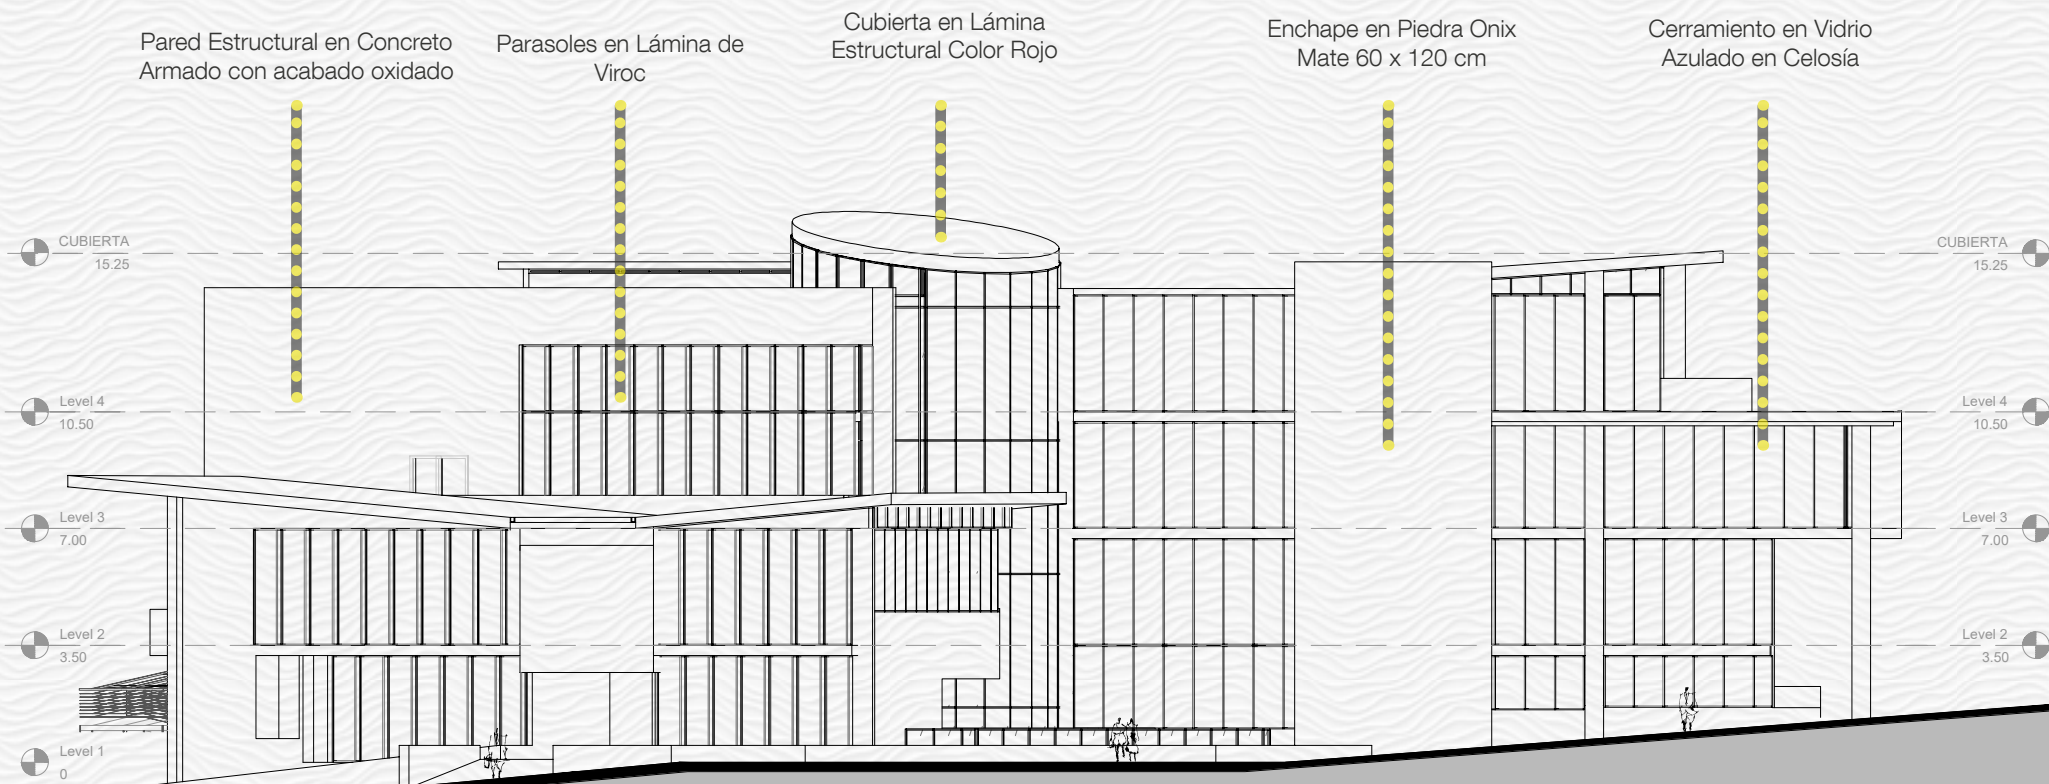 Pared Estructural en Concreto
Armado con acabado oxidado
Parasoles en Lámina de
Viroc
Cubierta en Lámina
Estructural Color Rojo
Enchape en Piedra Onix
Mate 60 x 120 cm
Cerramiento en Vidrio
Azulado en Celosía
CUBIERTA
15.25
Level 4
10.50
Level 3
7.00
Level 2
3.50
Level 1
0
CUBIERTA
15.25
Level 4
10.50
Level 3
7.00
Level 2
3.50